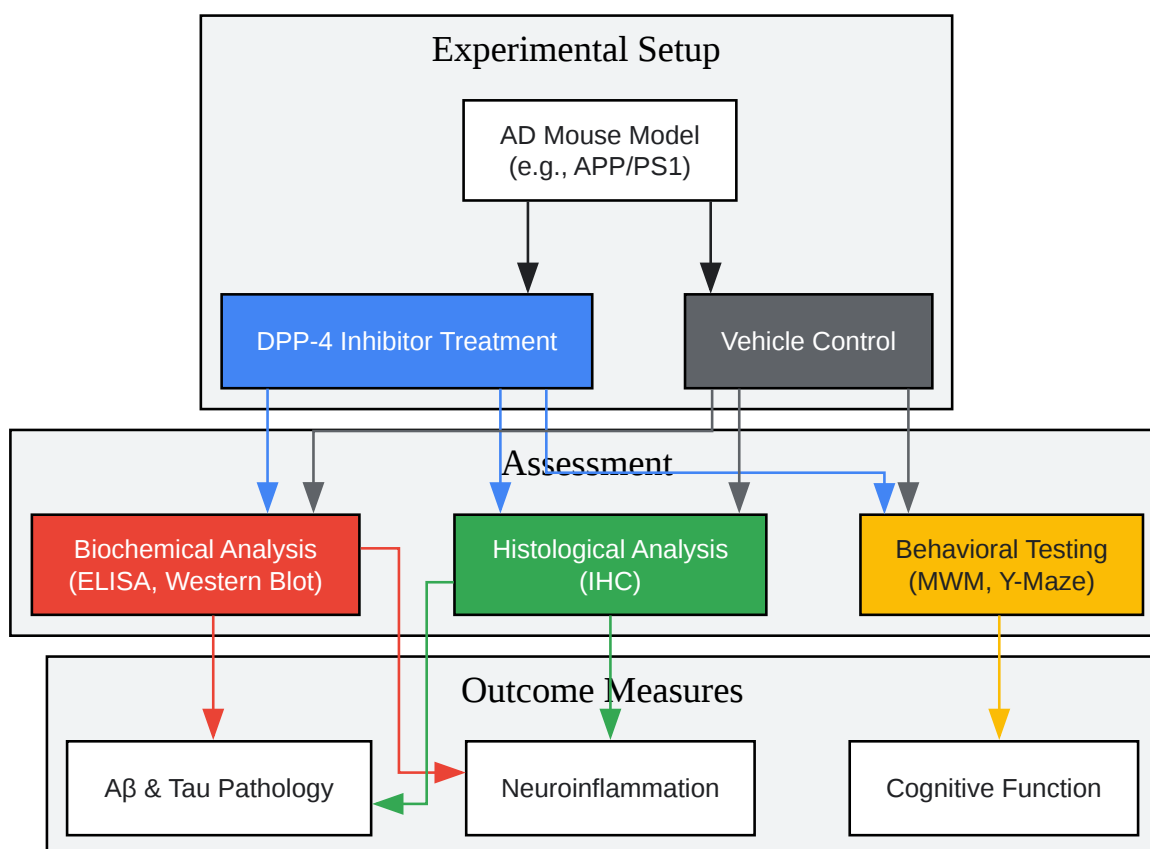 Experimental Setup
AD Mouse Model
(e.g., APP/PS1)
DPP-4 Inhibitor Treatment
Vehicle Control
Assessment
Biochemical Analysis
(ELISA, Western Blot)
Histological Analysis
(IHC)
Behavioral Testing
(MWM, Y-Maze)
Outcome Measures
Aβ & Tau Pathology
Neuroinflammation
Cognitive Function